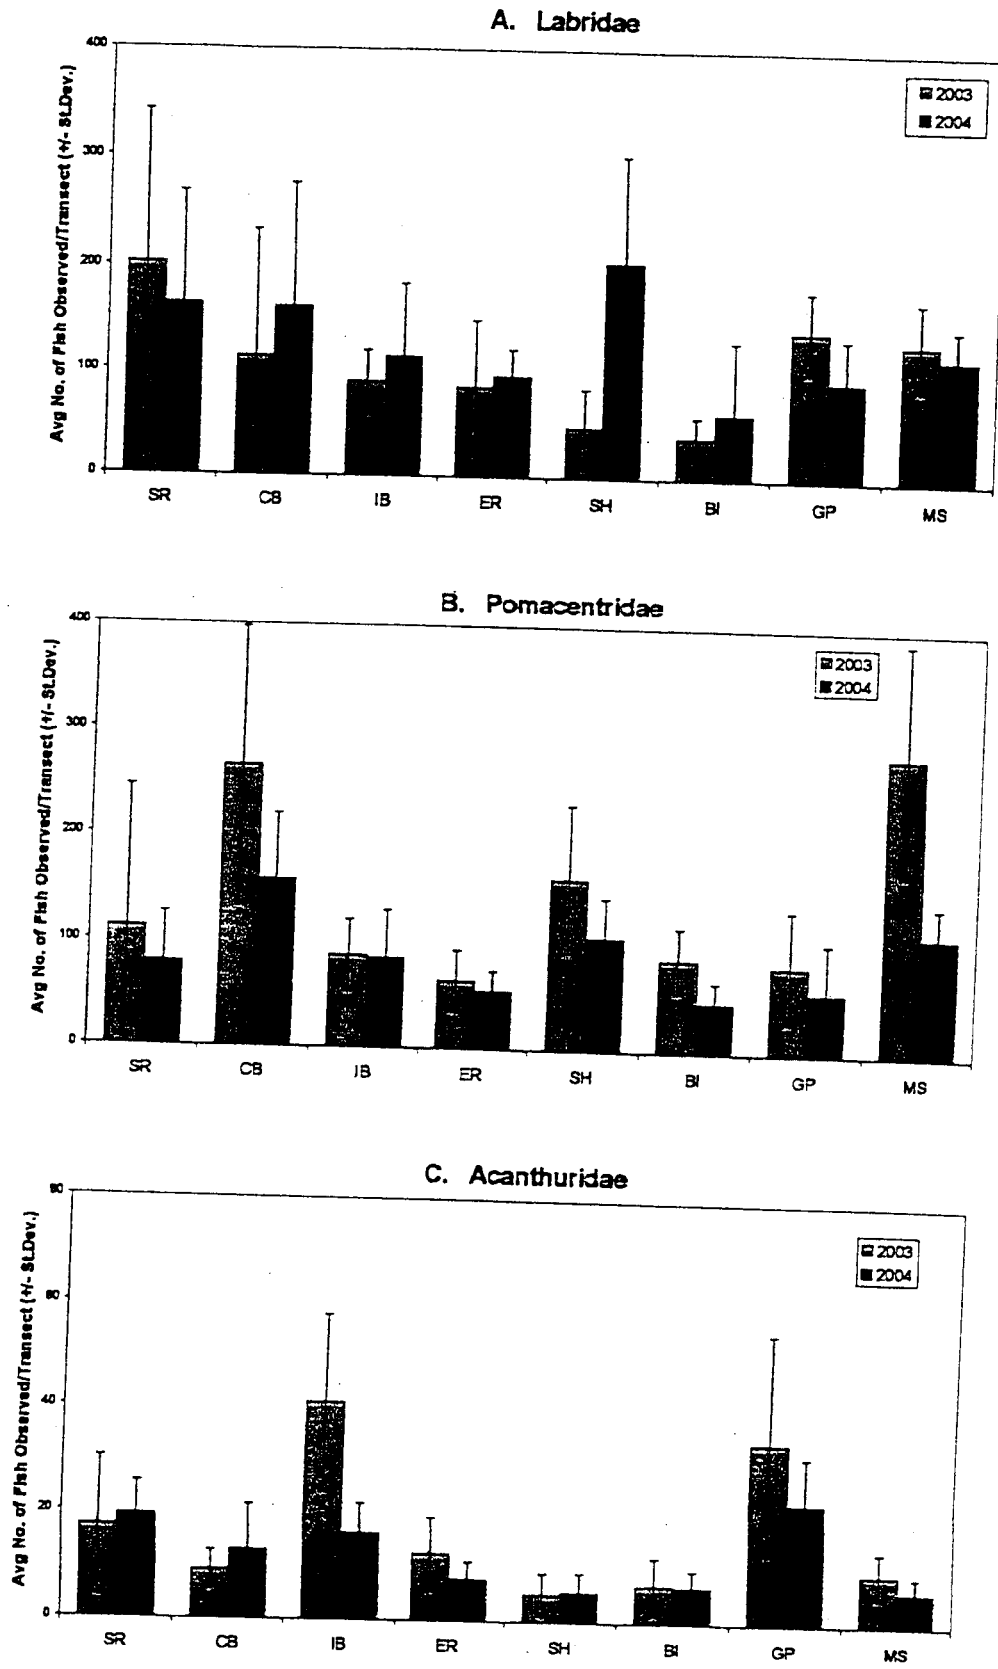 A. Labridae
Avg No. of Fish Observed/Transect (+/- St.Dev.)
400
300
200
100
0
2003
2004
SR CB IB ER SH BI GP MS
B. Pomacentridae
Avg No. of Fish Observed/Transect (+/- St.Dev.)
400
300
200
100
0
2003
2004
SR CB IB ER SH BI GP MS
C. Acanthuridae
Avg No. of Fish Observed/Transect (+/- St.Dev.)
80
60
40
20
0
2003
2004
SR CB IB ER SH BI GP MS